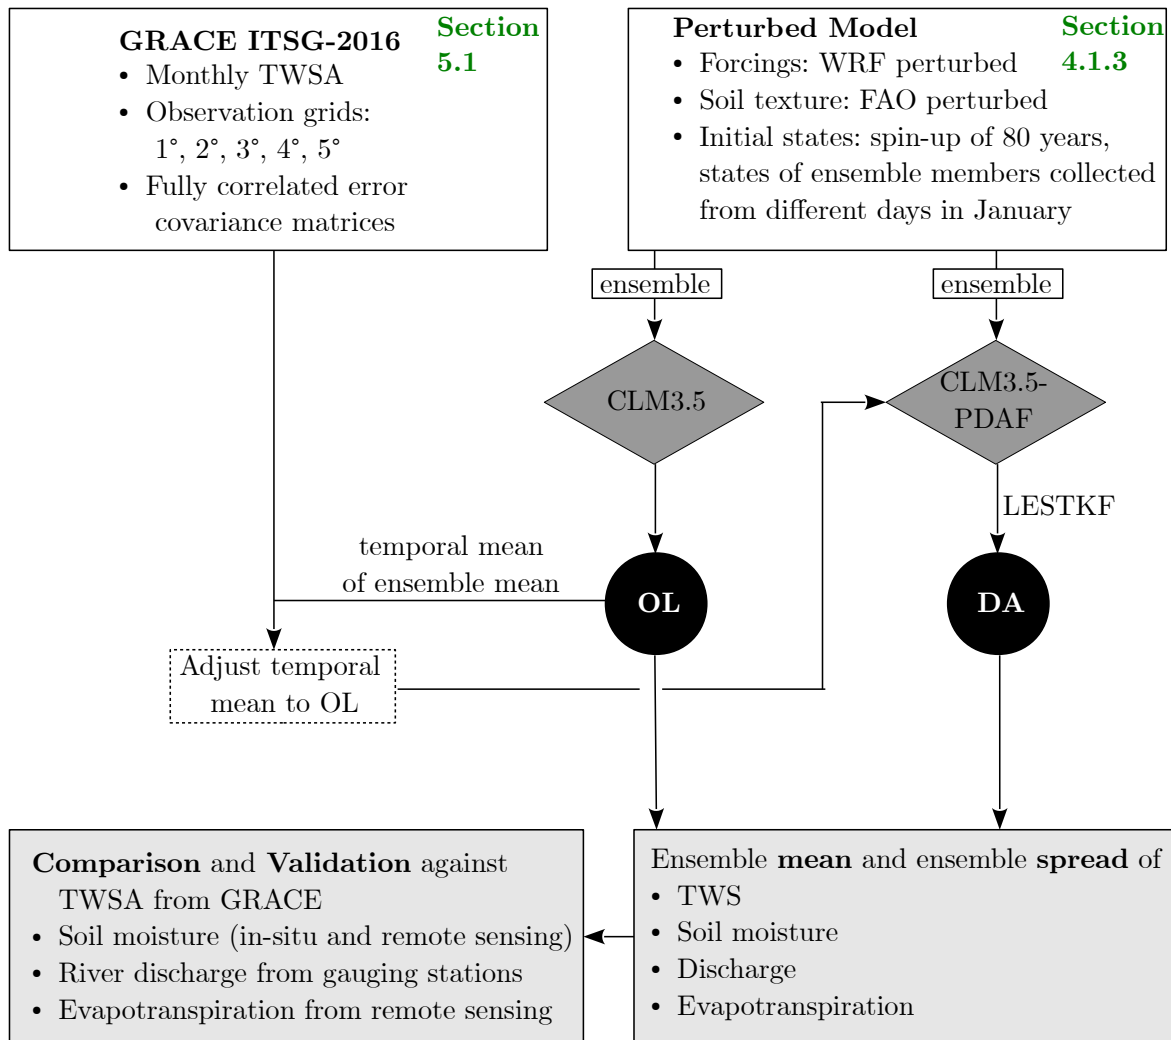 GRACE ITSG-2016
Section
5.1
• Monthly TWSA
• Observation grids:
1°, 2°, 3°, 4°, 5°
• Fully correlated error
covariance matrices
Perturbed Model
Section
4.1.3
• Forcings: WRF perturbed
• Soil texture: FAO perturbed
• Initial states: spin-up of 80 years,
states of ensemble members collected
from different days in January
ensemble
ensemble
CLM3.5
CLM3.5-
PDAF
LESTKF
temporal mean
of ensemble mean
OL
DA
Adjust temporal
mean to OL
Comparison and Validation against
TWSA from GRACE
• Soil moisture (in-situ and remote sensing)
• River discharge from gauging stations
• Evapotranspiration from remote sensing
Ensemble mean and ensemble spread of
• TWS
• Soil moisture
• Discharge
• Evapotranspiration